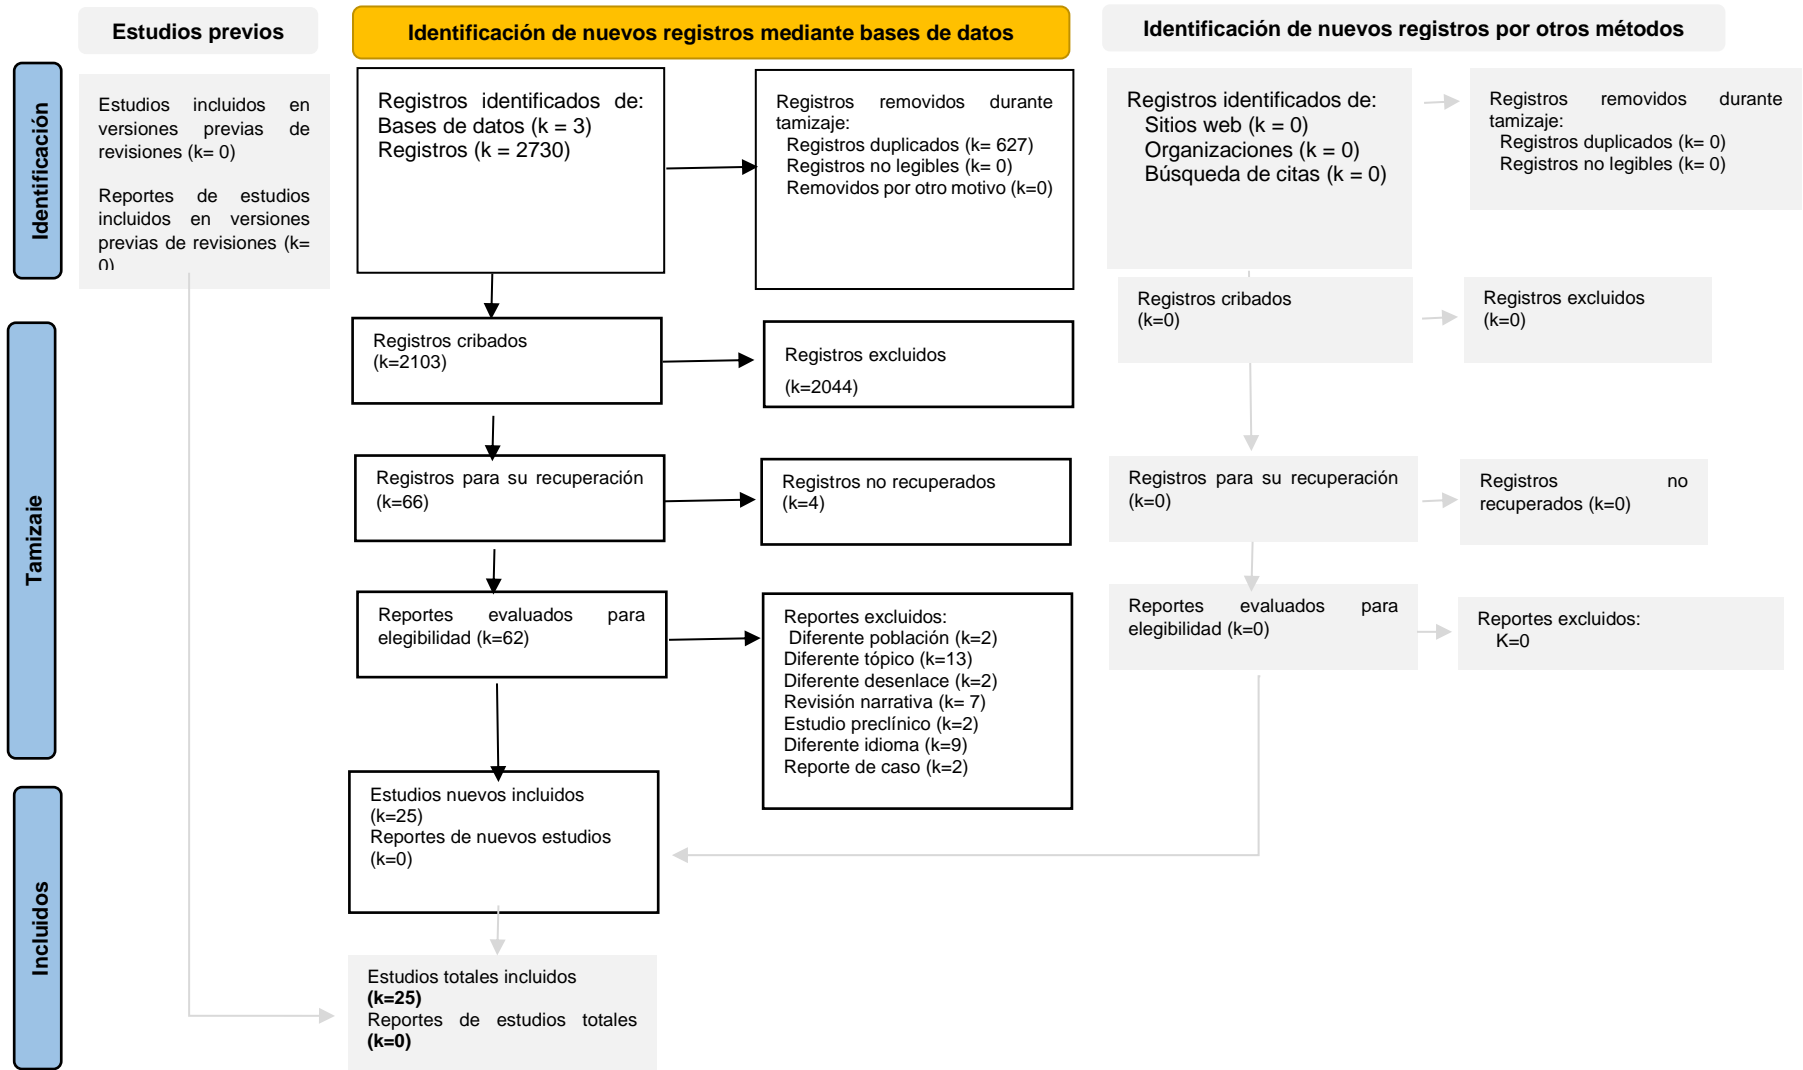 Estudios previos
Identificación de nuevos registros mediante bases de datos
Identificación de nuevos registros por otros métodos
Identificación
Estudios incluidos en
versiones previas de
revisiones (k= 0)
Reportes de estudios
incluidos en versiones
previas de revisiones (k=
0)
Registros identificados de:
Bases de datos (k = 3)
Registros (k = 2730)
Registros removidos durante
tamizaje:
Registros duplicados (k= 627)
Registros no legibles (k= 0)
Removidos por otro motivo (k=0)
Registros identificados de:
Sitios web (k = 0)
Organizaciones (k = 0)
Búsqueda de citas (k = 0)
Registros removidos durante
tamizaje:
Registros duplicados (k= 0)
Registros no legibles (k= 0)
Tamizaje
Registros cribados
(k=2103)
Registros excluidos
(k=2044)
Registros cribados
(k=0)
Registros excluidos
(k=0)
Registros para su recuperación
(k=66)
Registros no recuperados
(k=4)
Registros para su recuperación
(k=0)
Registros no
recuperados (k=0)
Reportes evaluados para
elegibilidad (k=62)
Reportes excluidos:
Diferente población (k=2)
Diferente tópico (k=13)
Diferente desenlace (k=2)
Revisión narrativa (k= 7)
Estudio preclínico (k=2)
Diferente idioma (k=9)
Reporte de caso (k=2)
Reportes evaluados para
elegibilidad (k=0)
Reportes excluidos:
K=0
Incluidos
Estudios nuevos incluidos
(k=25)
Reportes de nuevos estudios
(k=0)
Estudios totales incluidos
(k=25)
Reportes de estudios totales
(k=0)